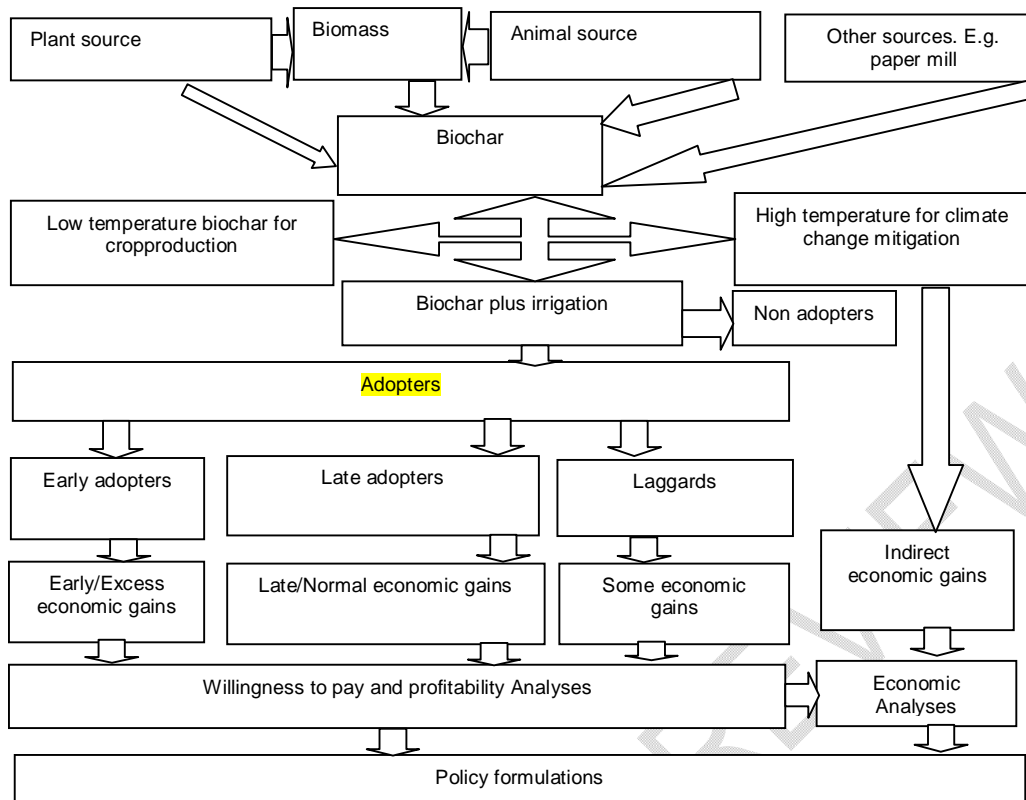 Plant source
Biomass
Animal source
Other sources. E.g.
paper mill
Biochar
Low temperature biochar for
cropproduction
High temperature for climate
change mitigation
Biochar plus irrigation
Non adopters
Adopters
Early adopters
Late adopters
Laggards
Early/Excess
economic gains
Late/Normal economic gains
Some economic
gains
Indirect
economic gains
Willingness to pay and profitability Analyses
Economic
Analyses
Policy formulations
REVIEW